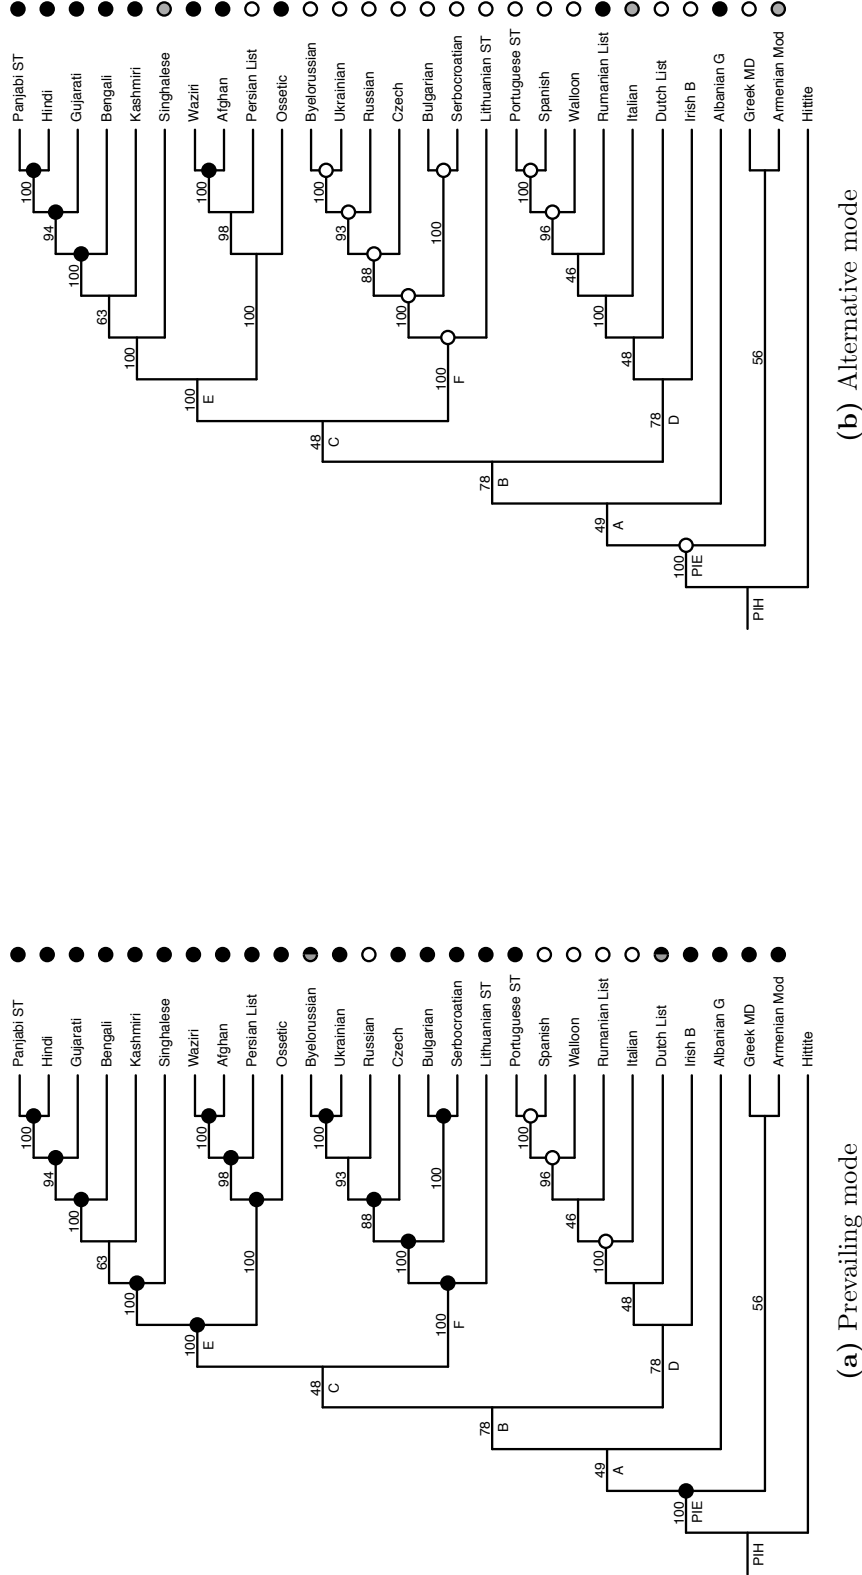 Panjabi ST
Hindi
Gujarati
Bengali
Kashmiri
Singhalese
Waziri
Afghan
Persian List
Ossetic
Byelorussian
Ukrainian
Russian
Czech
Bulgarian
Serbocroatian
Lithuanian ST
Portuguese ST
Spanish
Walloon
Rumanian List
Italian
Dutch List
Irish B
Albanian G
Greek MD
Armenian Mod
Hittite
100
94
100
63
100
100
E
100
98
100
48
C
100
93
88
100
100
100
F
78
B
100
96
46
100
48
78
D
49
A
100
PIE
56
PIH
(a) Prevailing mode
Panjabi ST
Hindi
Gujarati
Bengali
Kashmiri
Singhalese
Waziri
Afghan
Persian List
Ossetic
Byelorussian
Ukrainian
Russian
Czech
Bulgarian
Serbocroatian
Lithuanian ST
Portuguese ST
Spanish
Walloon
Rumanian List
Italian
Dutch List
Irish B
Albanian G
Greek MD
Armenian Mod
Hittite
100
94
100
63
100
100
E
100
98
100
48
C
100
93
88
100
100
100
F
78
B
100
96
46
100
48
78
D
49
A
100
PIE
56
PIH
(b) Alternative mode